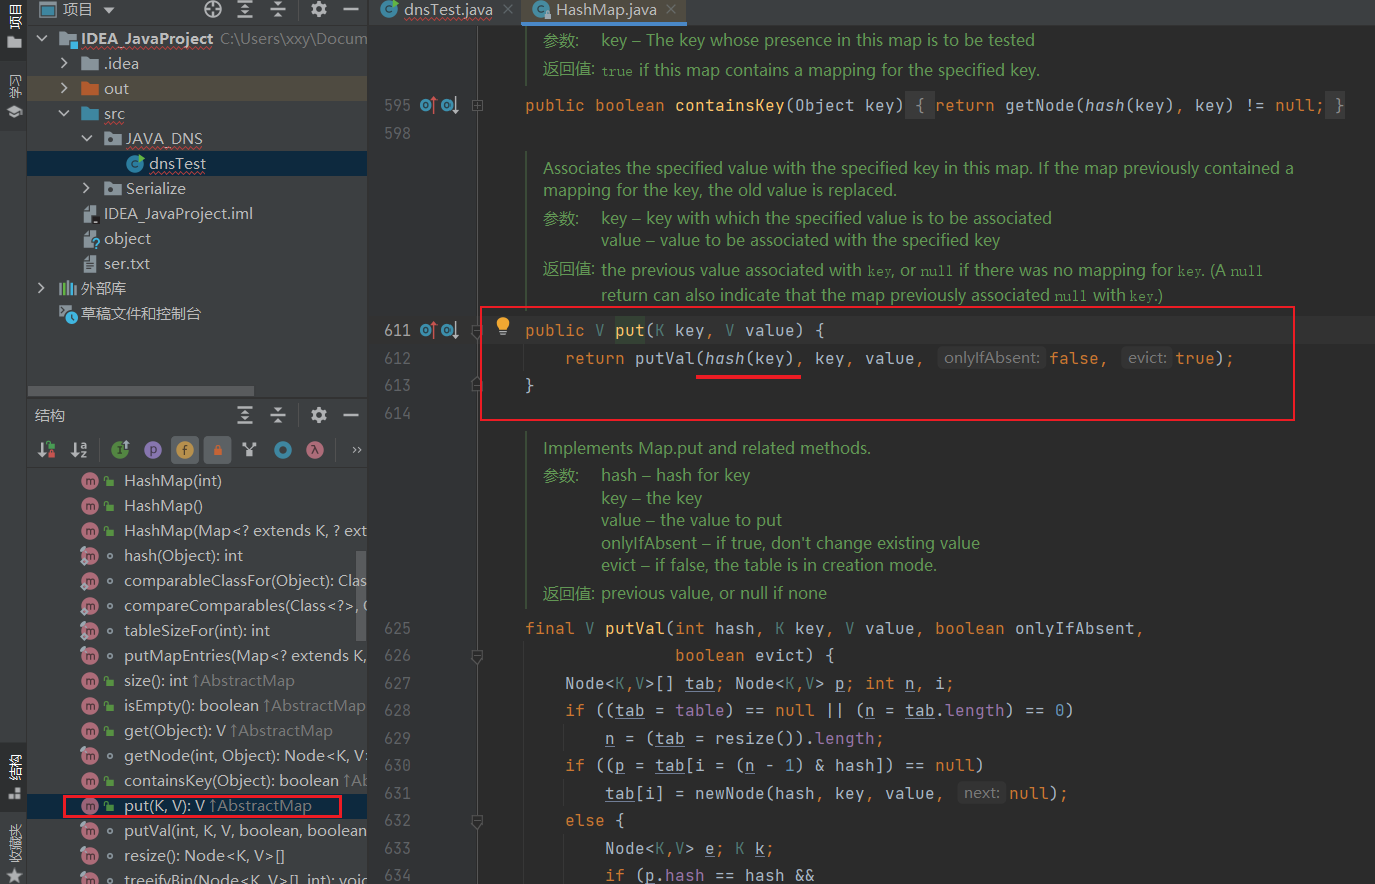 项目
学习
结构
收藏夹
项目
IDEA_JavaProject C:\Users\xxy\Docum
.idea
out
src
JAVA_DNS
dnsTest
Serialize
IDEA_JavaProject.iml
object
ser.txt
外部库
草稿文件和控制台
结构
HashMap(int)
HashMap()
HashMap(Map<? extends K, ? ext
hash(Object): int
comparableClassFor(Object): Clas
compareComparables(Class<?>, O
tableSizeFor(int): int
putMapEntries(Map<? extends K,
size(): int ↑AbstractMap
isEmpty(): boolean ↑AbstractMap
get(Object): V ↑AbstractMap
getNode(int, Object): Node<K, V>
containsKey(Object): boolean ↑Ab
put(K, V): V ↑AbstractMap
putVal(int, K, V, boolean, boolean
resize(): Node<K, V>[]
treeifyBin(Node<K, V>[], int): void
dnsTest.java
HashMap.java
参数: key – The key whose presence in this map is to be tested
返回值: true if this map contains a mapping for the specified key.
595 public boolean containsKey(Object key) { return getNode(hash(key), key) != null; }
598
Associates the specified value with the specified key in this map. If the map previously contained a
mapping for the key, the old value is replaced.
参数: key – key with which the specified value is to be associated
value – value to be associated with the specified key
返回值: the previous value associated with key, or null if there was no mapping for key. (A null
return can also indicate that the map previously associated null with key.)
611 public V put(K key, V value) {
612 return putVal(hash(key), key, value, onlyIfAbsent: false, evict: true);
613 }
614
Implements Map.put and related methods.
参数: hash – hash for key
key – the key
value – the value to put
onlyIfAbsent – if true, don't change existing value
evict – if false, the table is in creation mode.
返回值: previous value, or null if none
625 final V putVal(int hash, K key, V value, boolean onlyIfAbsent,
626 boolean evict) {
627 Node<K,V>[] tab; Node<K,V> p; int n, i;
628 if ((tab = table) == null || (n = tab.length) == 0)
629 n = (tab = resize()).length;
630 if ((p = tab[i = (n - 1) & hash]) == null)
631 tab[i] = newNode(hash, key, value, next: null);
632 else {
633 Node<K,V> e; K k;
634 if (p.hash == hash &&